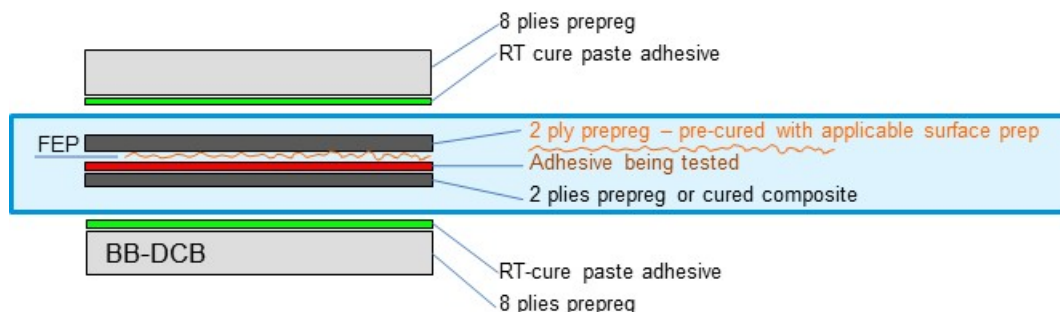 8 plies prepreg
RT cure paste adhesive
FEP
2 ply prepreg – pre-cured with applicable surface prep
Adhesive being tested
2 plies prepreg or cured composite
BB-DCB
RT-cure paste adhesive
8 plies prepreg